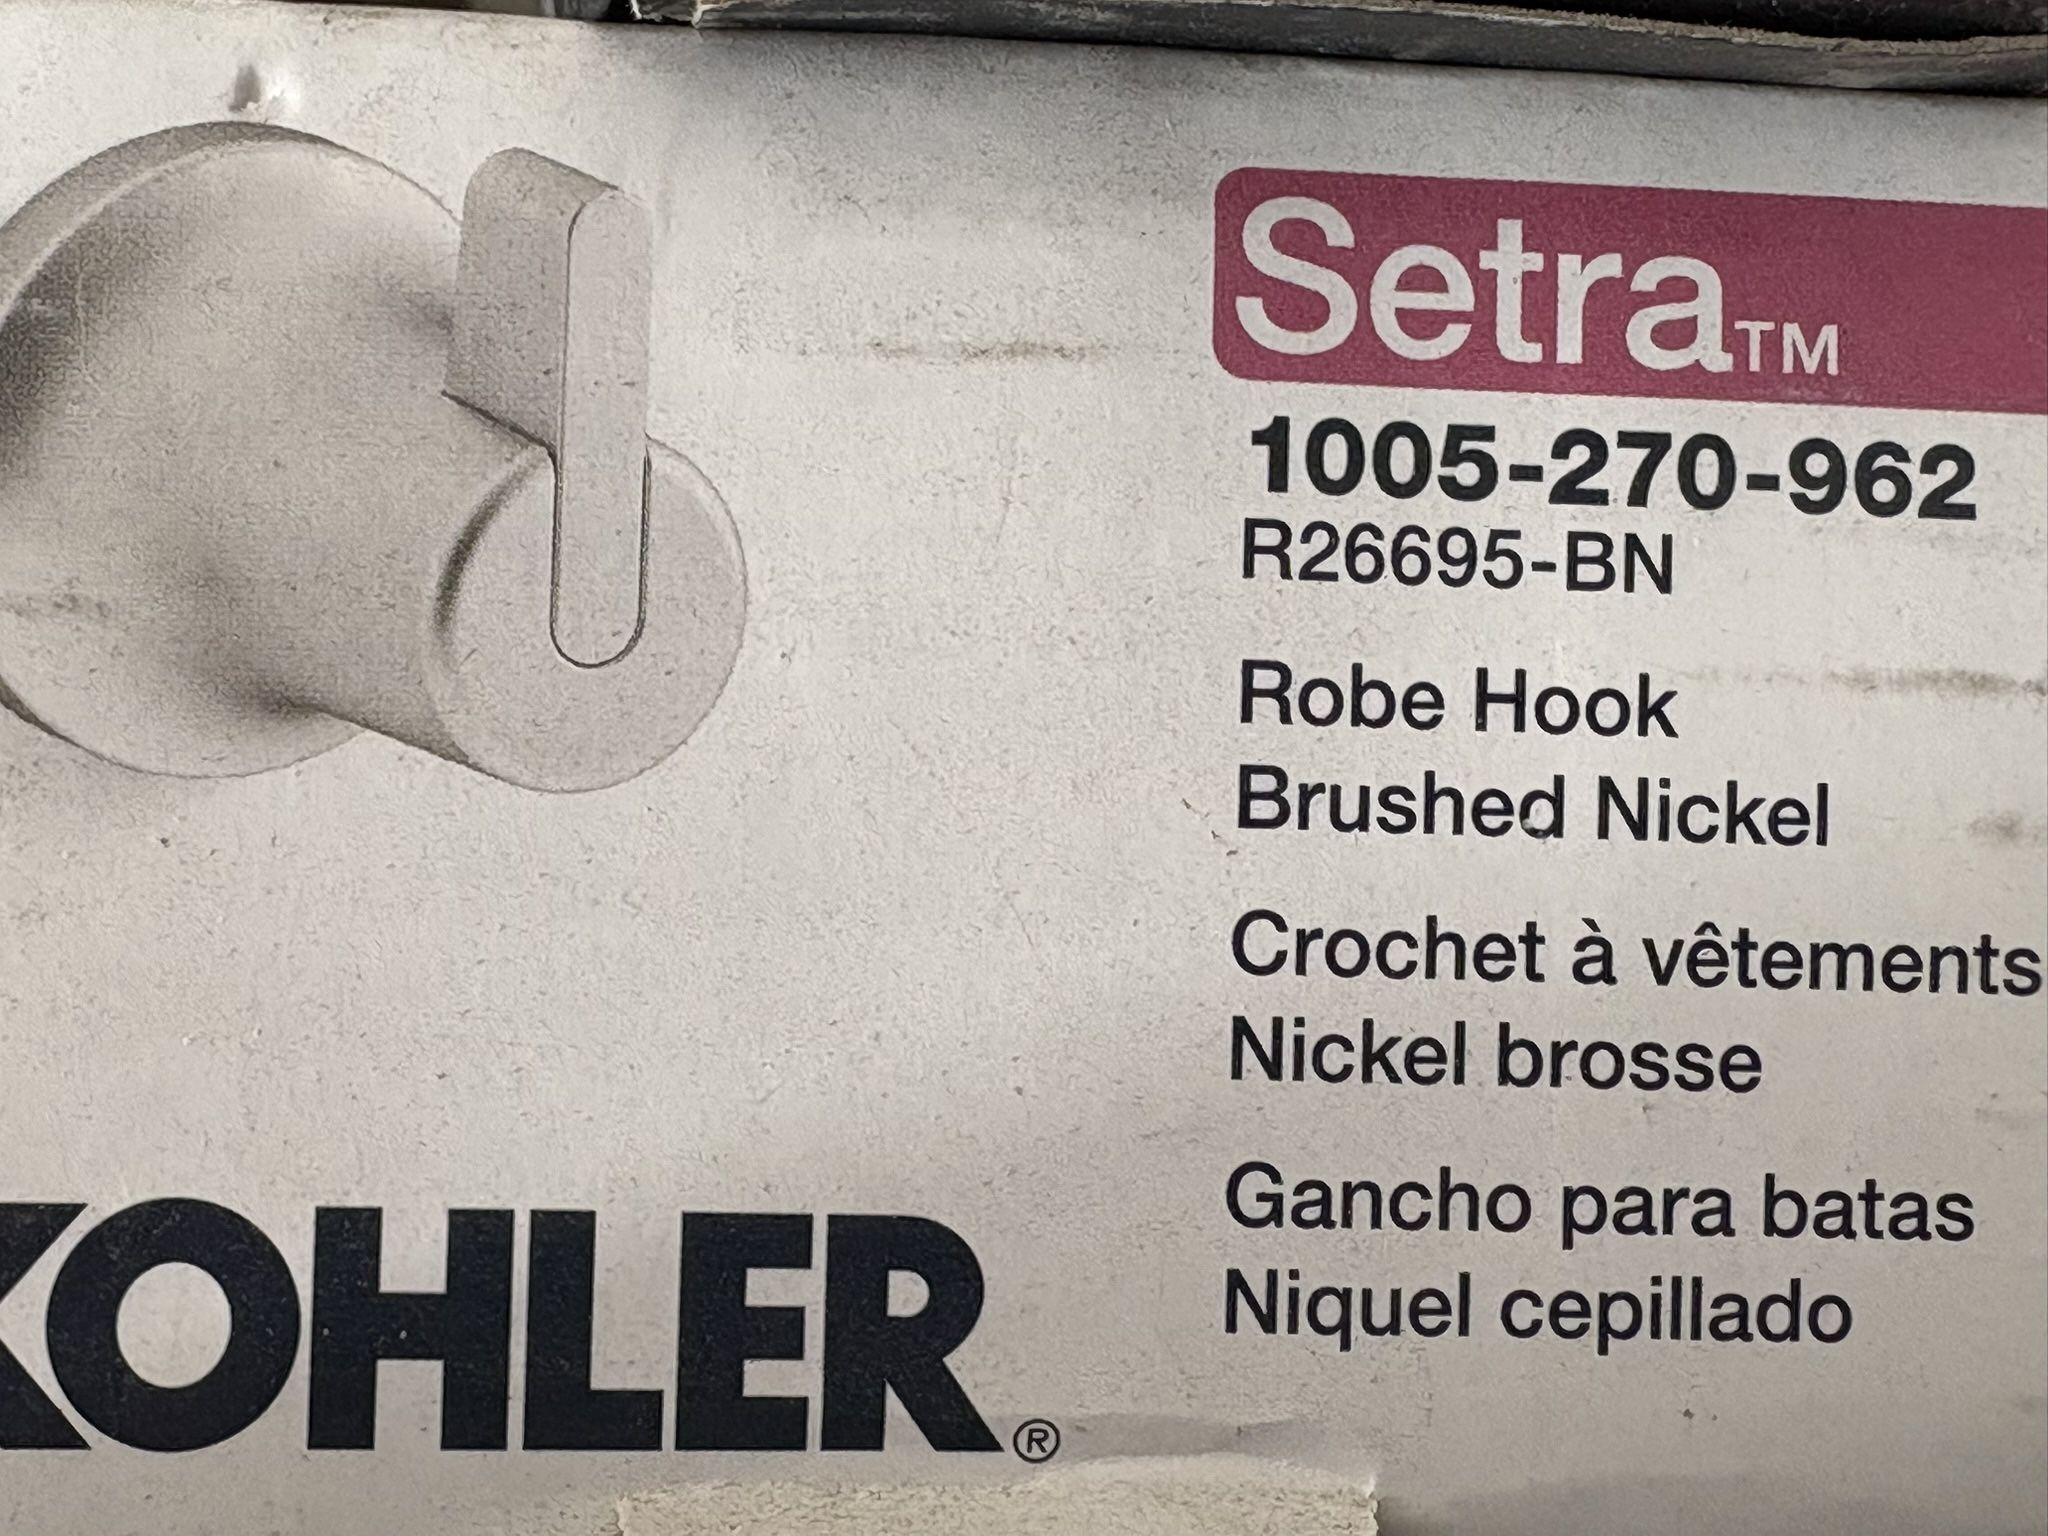 Setra™
1005-270-962
R26695-BN
Robe Hook
Brushed Nickel
Crochet à vêtements
Nickel brosse
Gancho para batas
Niquel cepillado
KOHLER®